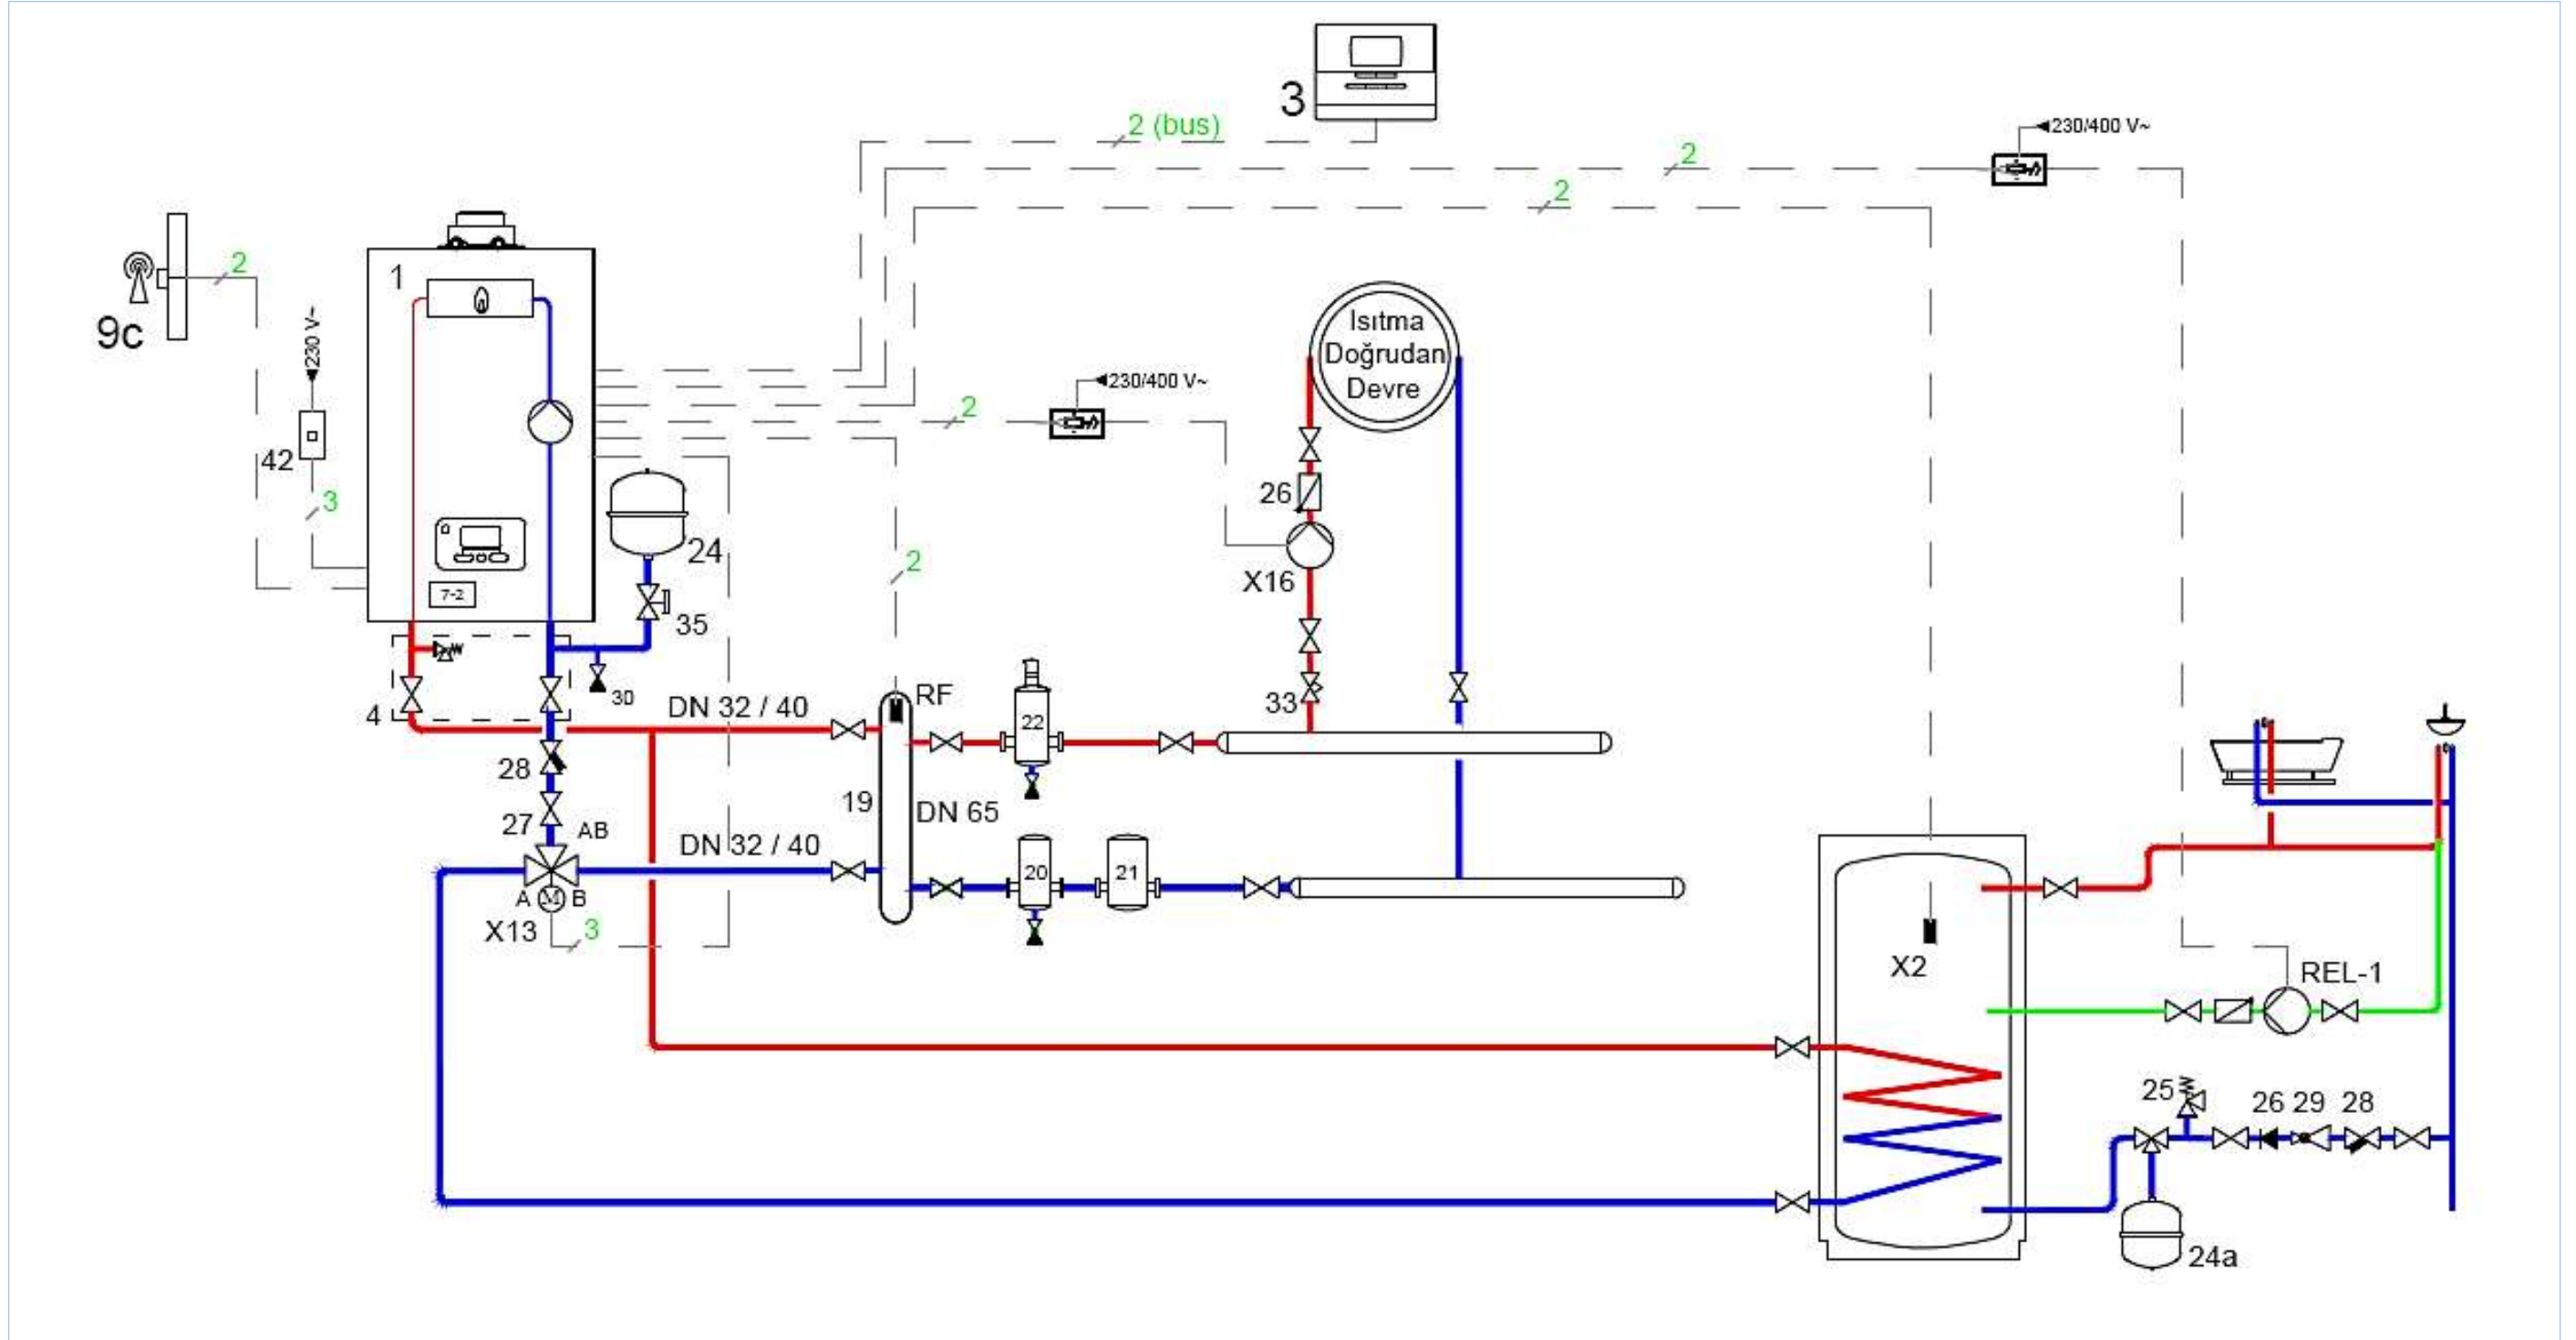 3
2 (bus)
2
230/400 V~
2
9c
2
230 V~
1
42
3
7-2
24
35
4
30
2
230/400 V~
2
Isıtma
Doğrudan
Devre
26
X16
33
DN 32 / 40
RF
22
28
27
AB
A
M
B
X13
3
DN 32 / 40
19
DN 65
20
21
X2
REL-1
25
26
29
28
24a